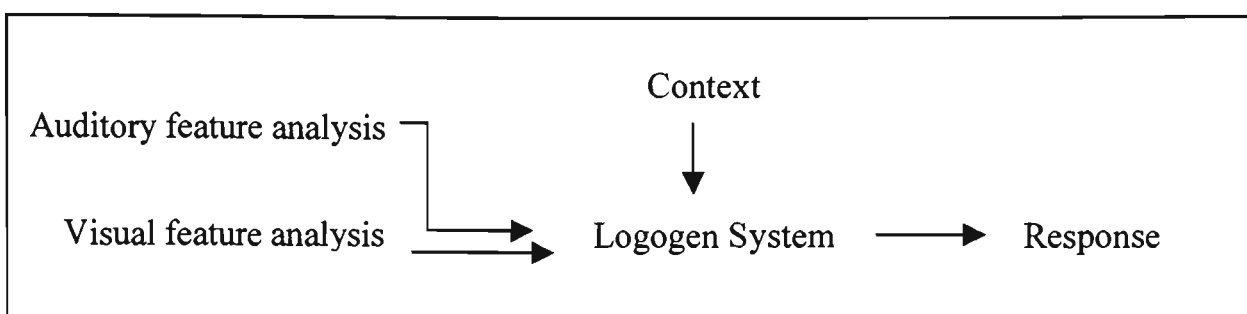 Context
Auditory feature analysis
Visual feature analysis
Logogen System
Response